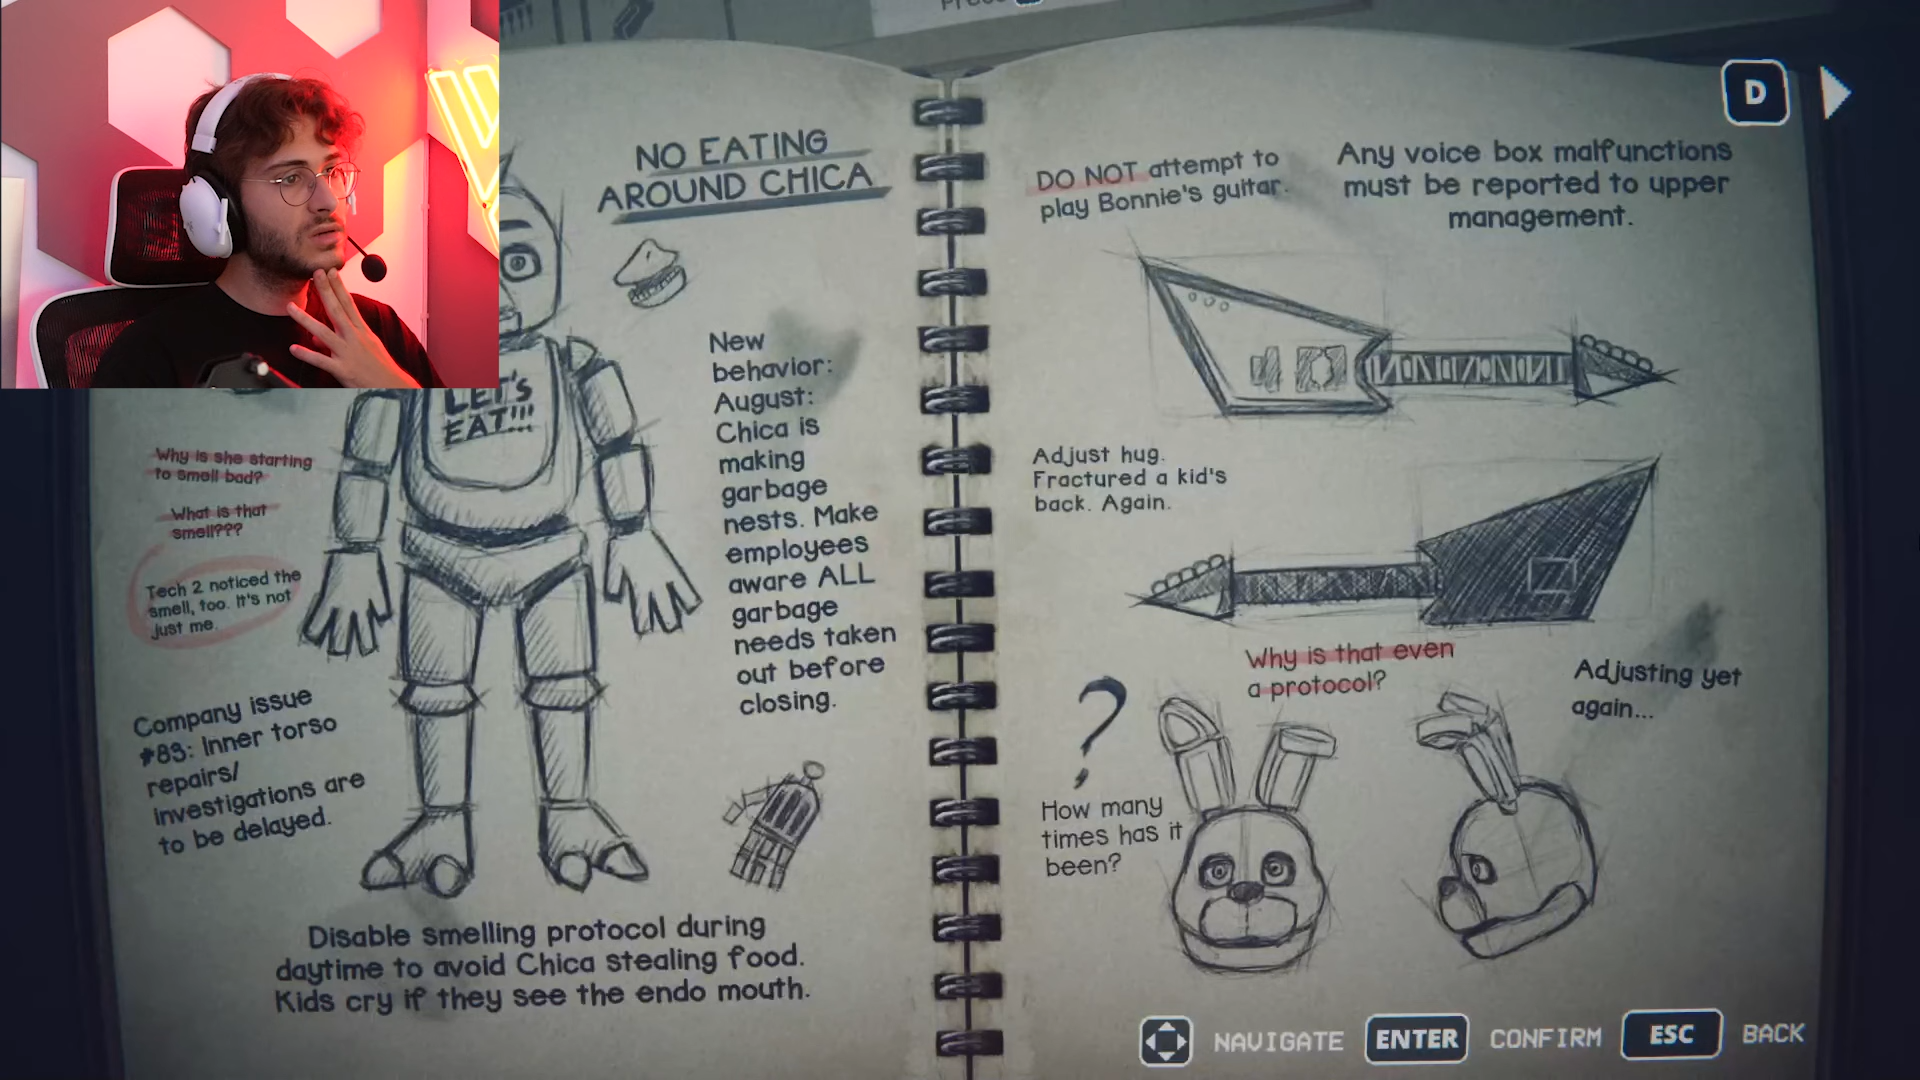 D
NO EATING
AROUND CHICA
LET'S
EAT!!!
New
behavior:
August:
Chica is
making
garbage
nests. Make
employees
aware ALL
garbage
needs taken
out before
closing.
Why is she starting
to smell bad?
What is that
smell???
Tech 2 noticed the
smell, too. It's not
just me.
Company issue
#83: Inner torso
repairs/
investigations are
to be delayed.
Disable smelling protocol during
daytime to avoid Chica stealing food.
Kids cry if they see the endo mouth.
DO NOT attempt to
play Bonnie's guitar.
Any voice box malfunctions
must be reported to upper
management.
Adjust hug.
Fractured a kid's
back. Again.
Why is that even
a protocol?
Adjusting yet
again...
?
How many
times has it
been?
NAVIGATE ENTER CONFIRM ESC BACK